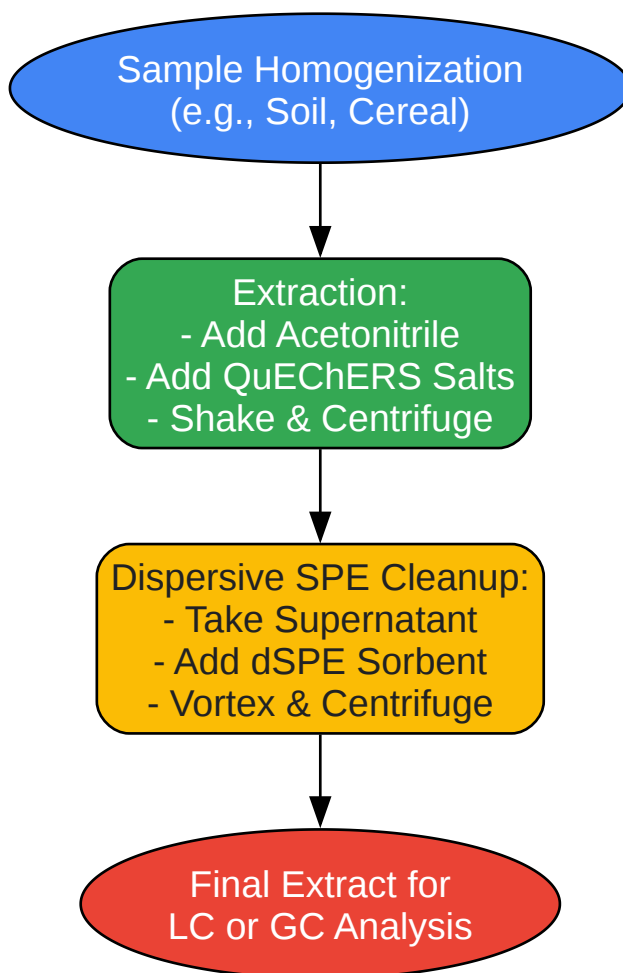 Sample Homogenization
(e.g., Soil, Cereal)
Extraction:
- Add Acetonitrile
- Add QuEChERS Salts
- Shake & Centrifuge
Dispersive SPE Cleanup:
- Take Supernatant
- Add dSPE Sorbent
- Vortex & Centrifuge
Final Extract for
LC or GC Analysis